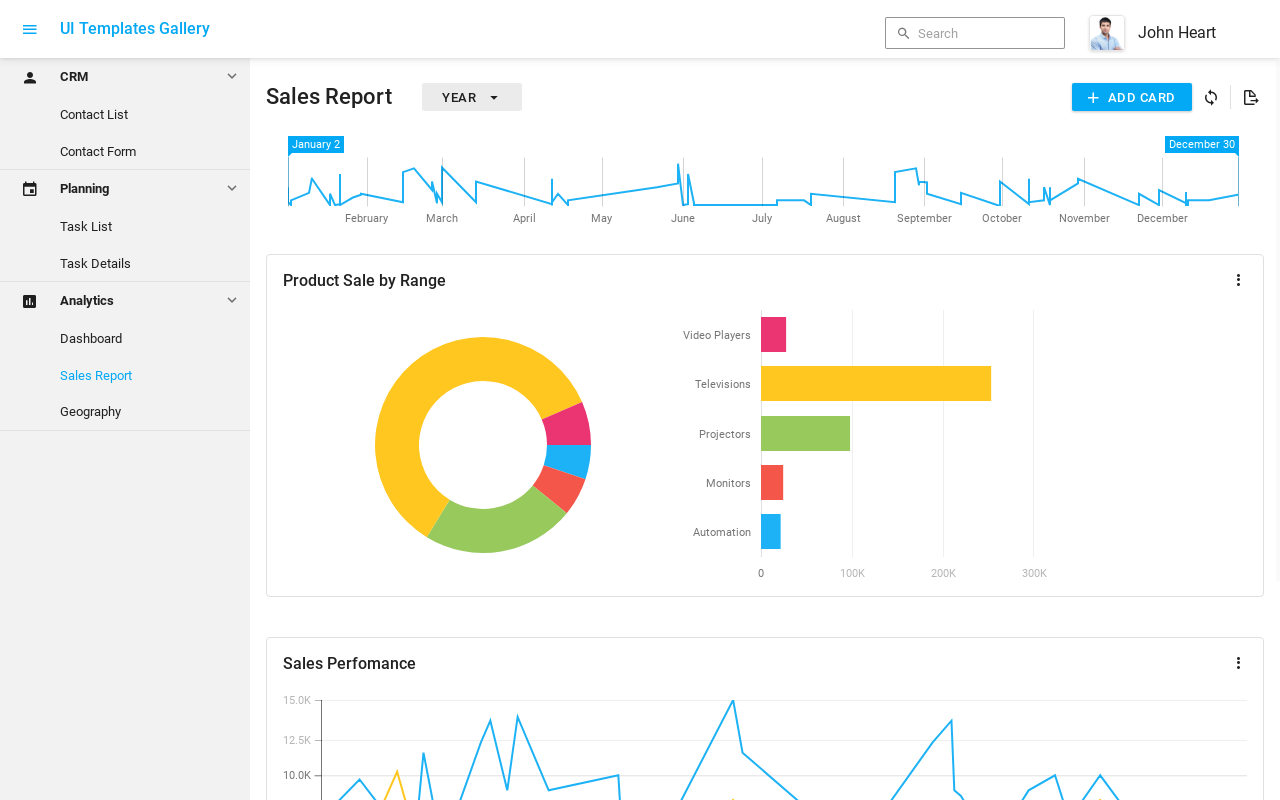 UI Templates Gallery
Search
John Heart
CRM
Contact List
Contact Form
Planning
Task List
Task Details
Analytics
Dashboard
Sales Report
Geography
Sales Report
YEAR
ADD CARD
January 2
December 30
February March April May June July August September October November December
Product Sale by Range
Video Players
Televisions
Projectors
Monitors
Automation
0 100K 200K 300K
Sales Perfomance
15.0K
12.5K
10.0K